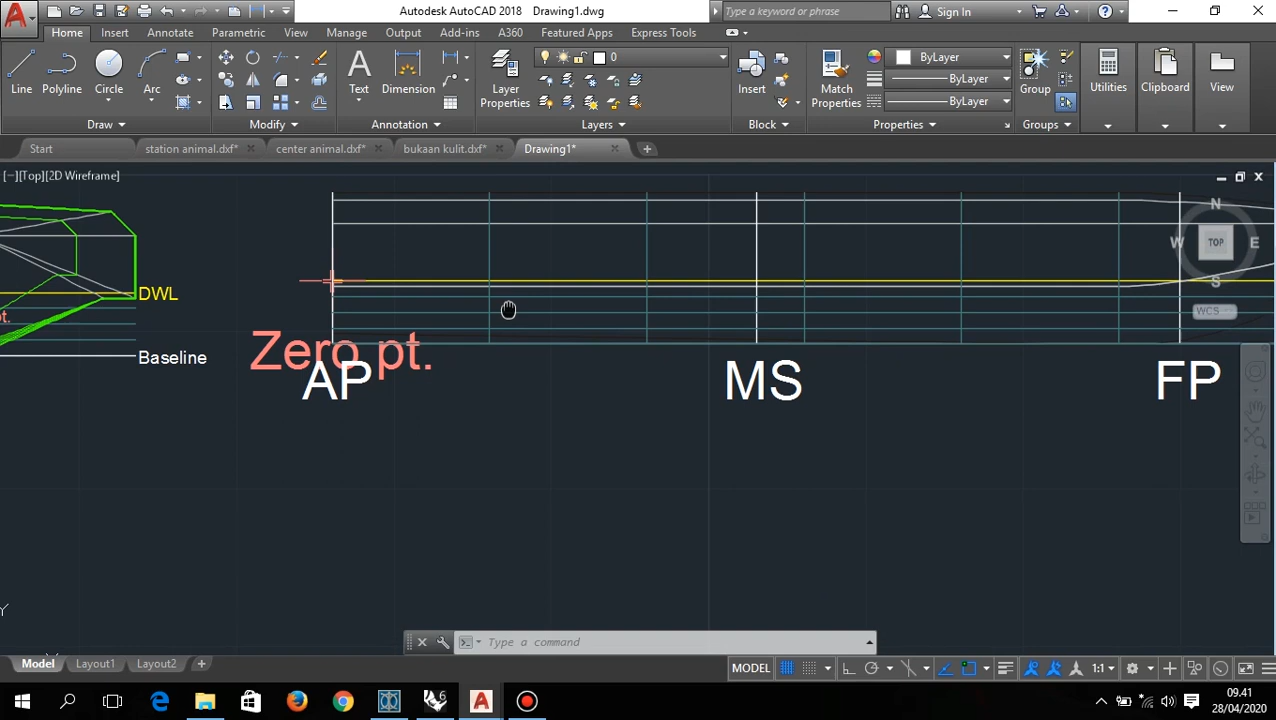 Autodesk AutoCAD 2018 Drawing1.dwg
Type a keyword or phrase
Sign In
Home Insert Annotate Parametric View Manage Output Add-ins A360 Featured Apps Express Tools
Line Polyline Circle Arc
Text Dimension
Layer Properties
0
Insert
Match Properties
ByLayer
ByLayer
ByLayer
Group
Utilities Clipboard View
Draw Modify Annotation Layers Block Properties Groups
Start station animal.dxf* center animal.dxf* bukaan kulit.dxf* Drawing1*
[−][Top][2D Wireframe]
N
W TOP E
S
WCS
DWL
pt.
Baseline
Zero pt.
AP MS FP
Y
Type a command
Model Layout1 Layout2
MODEL 1:1
6
09.41
28/04/2020